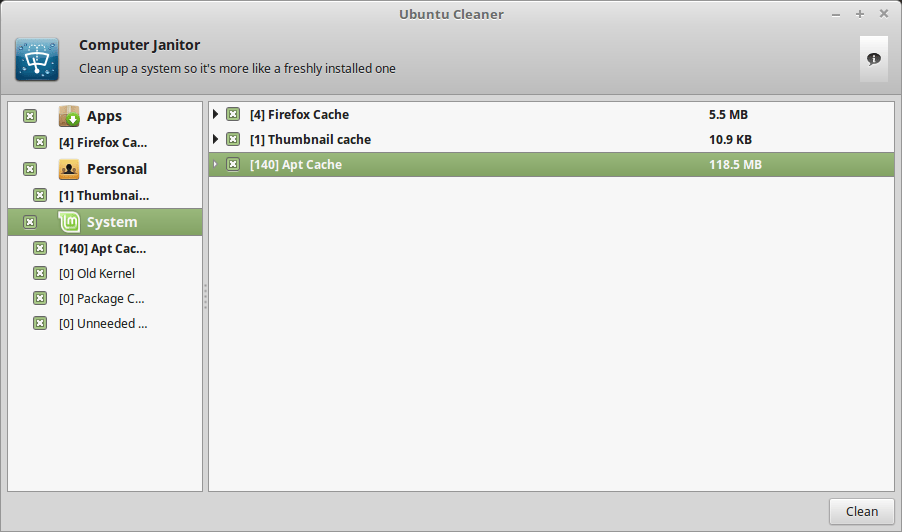 Ubuntu Cleaner
Computer Janitor
Clean up a system so it's more like a freshly installed one
Apps
[4] Firefox Ca...
Personal
[1] Thumbnai...
System
[140] Apt Cac...
[0] Old Kernel
[0] Package C...
[0] Unneeded ...
[4] Firefox Cache 5.5 MB
[1] Thumbnail cache 10.9 KB
[140] Apt Cache 118.5 MB
Clean